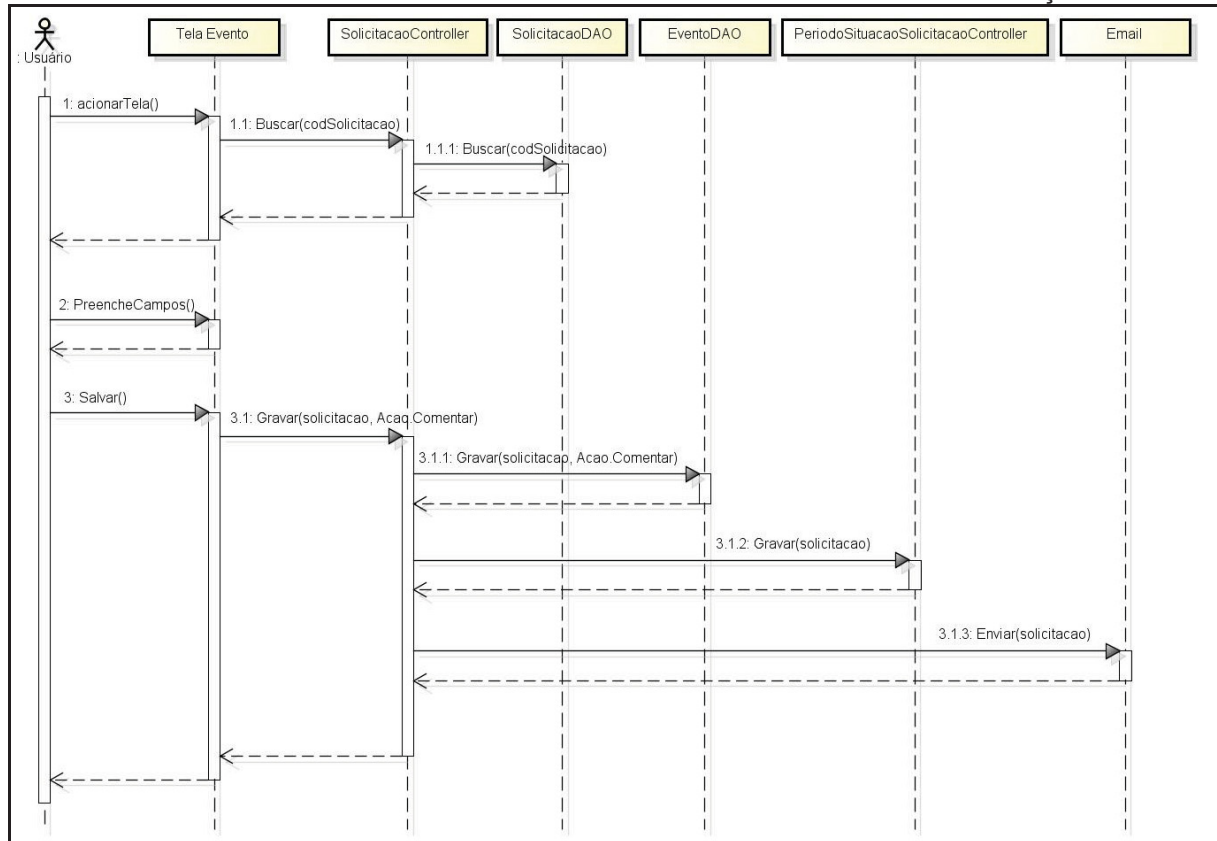 Tela Evento
SolicitacaoController
SolicitacaoDAO
EventoDAO
PeriodoSituacaoSolicitacaoController
Email
: Usuário
1: acionarTela()
1.1: Buscar(codSolicitacao)
1.1.1: Buscar(codSolicitacao)
2: PreencheCampos()
3: Salvar()
3.1: Gravar(solicitacao, Acao.Comentar)
3.1.1: Gravar(solicitacao, Acao.Comentar)
3.1.2: Gravar(solicitacao)
3.1.3: Enviar(solicitacao)